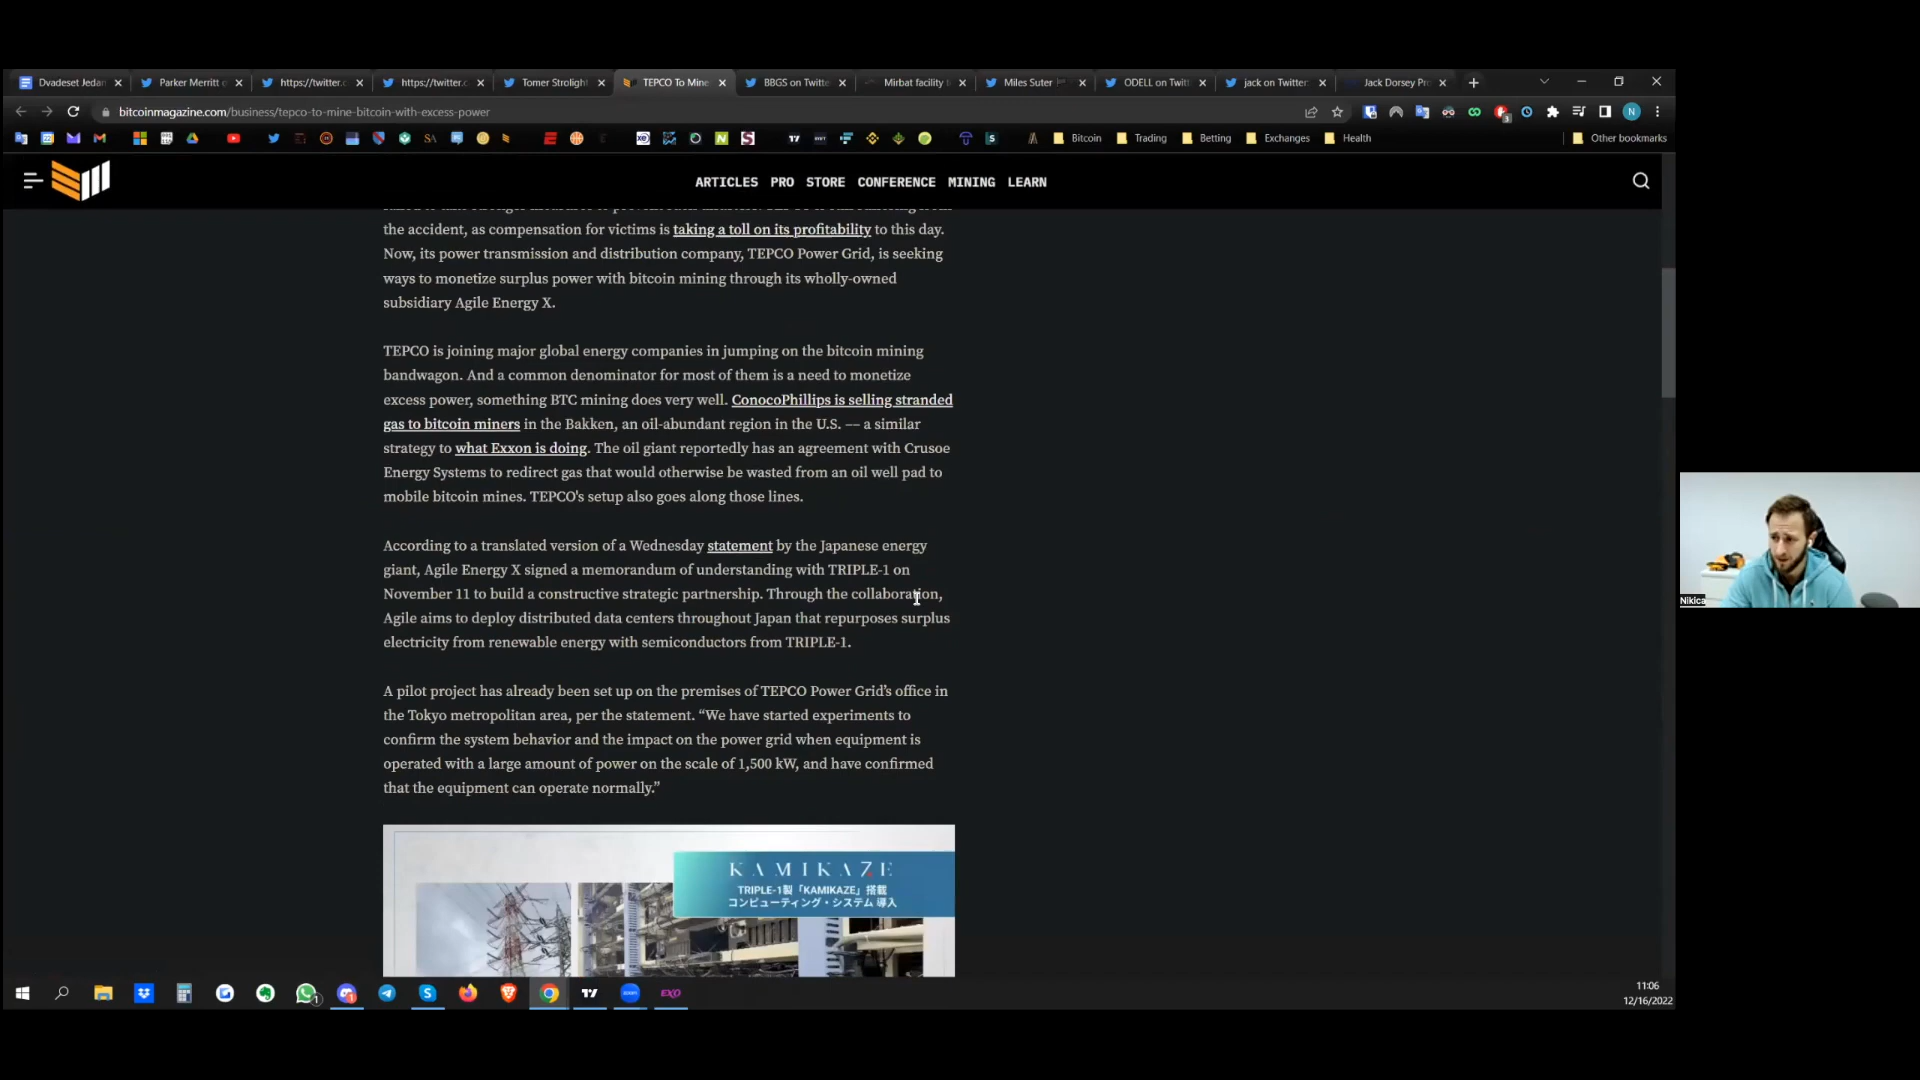 Dvadeset Jedan
Parker Merritt
https://twitter.c
https://twitter.c
Tomer Strolight
TEPCO To Mine
BBGS on Twitte
Mirbat facility
Miles Suter
ODELL on Twit
jack on Twitter:
Jack Dorsey Pr
bitcoinmagazine.com/business/tepco-to-mine-bitcoin-with-excess-power
Bitcoin
Trading
Betting
Exchanges
Health
Other bookmarks
ARTICLES PRO STORE CONFERENCE MINING LEARN
the accident, as compensation for victims is taking a toll on its profitability to this day.
Now, its power transmission and distribution company, TEPCO Power Grid, is seeking
ways to monetize surplus power with bitcoin mining through its wholly-owned
subsidiary Agile Energy X.
TEPCO is joining major global energy companies in jumping on the bitcoin mining
bandwagon. And a common denominator for most of them is a need to monetize
excess power, something BTC mining does very well. ConocoPhillips is selling stranded
gas to bitcoin miners in the Bakken, an oil-abundant region in the U.S. –– a similar
strategy to what Exxon is doing. The oil giant reportedly has an agreement with Crusoe
Energy Systems to redirect gas that would otherwise be wasted from an oil well pad to
mobile bitcoin mines. TEPCO's setup also goes along those lines.
According to a translated version of a Wednesday statement by the Japanese energy
giant, Agile Energy X signed a memorandum of understanding with TRIPLE-1 on
November 11 to build a constructive strategic partnership. Through the collaboration,
Agile aims to deploy distributed data centers throughout Japan that repurposes surplus
electricity from renewable energy with semiconductors from TRIPLE-1.
A pilot project has already been set up on the premises of TEPCO Power Grid’s office in
the Tokyo metropolitan area, per the statement. “We have started experiments to
confirm the system behavior and the impact on the power grid when equipment is
operated with a large amount of power on the scale of 1,500 kW, and have confirmed
that the equipment can operate normally.”
KAMIKAZE
TRIPLE-1製「KAMIKAZE」搭載
コンピューティング・システム 導入
Nikica
11:06
12/16/2022